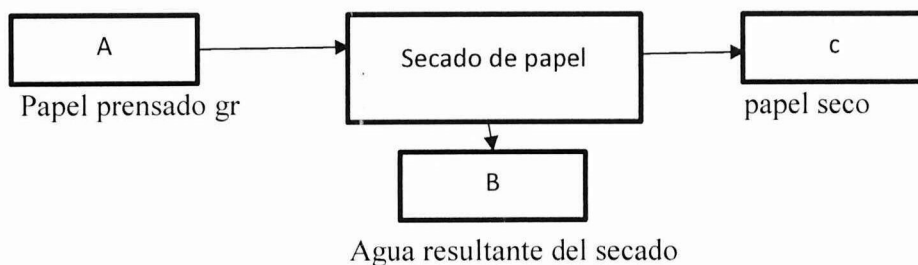 A
Secado de papel
c
Papel prensado gr
papel seco
B
Agua resultante del secado